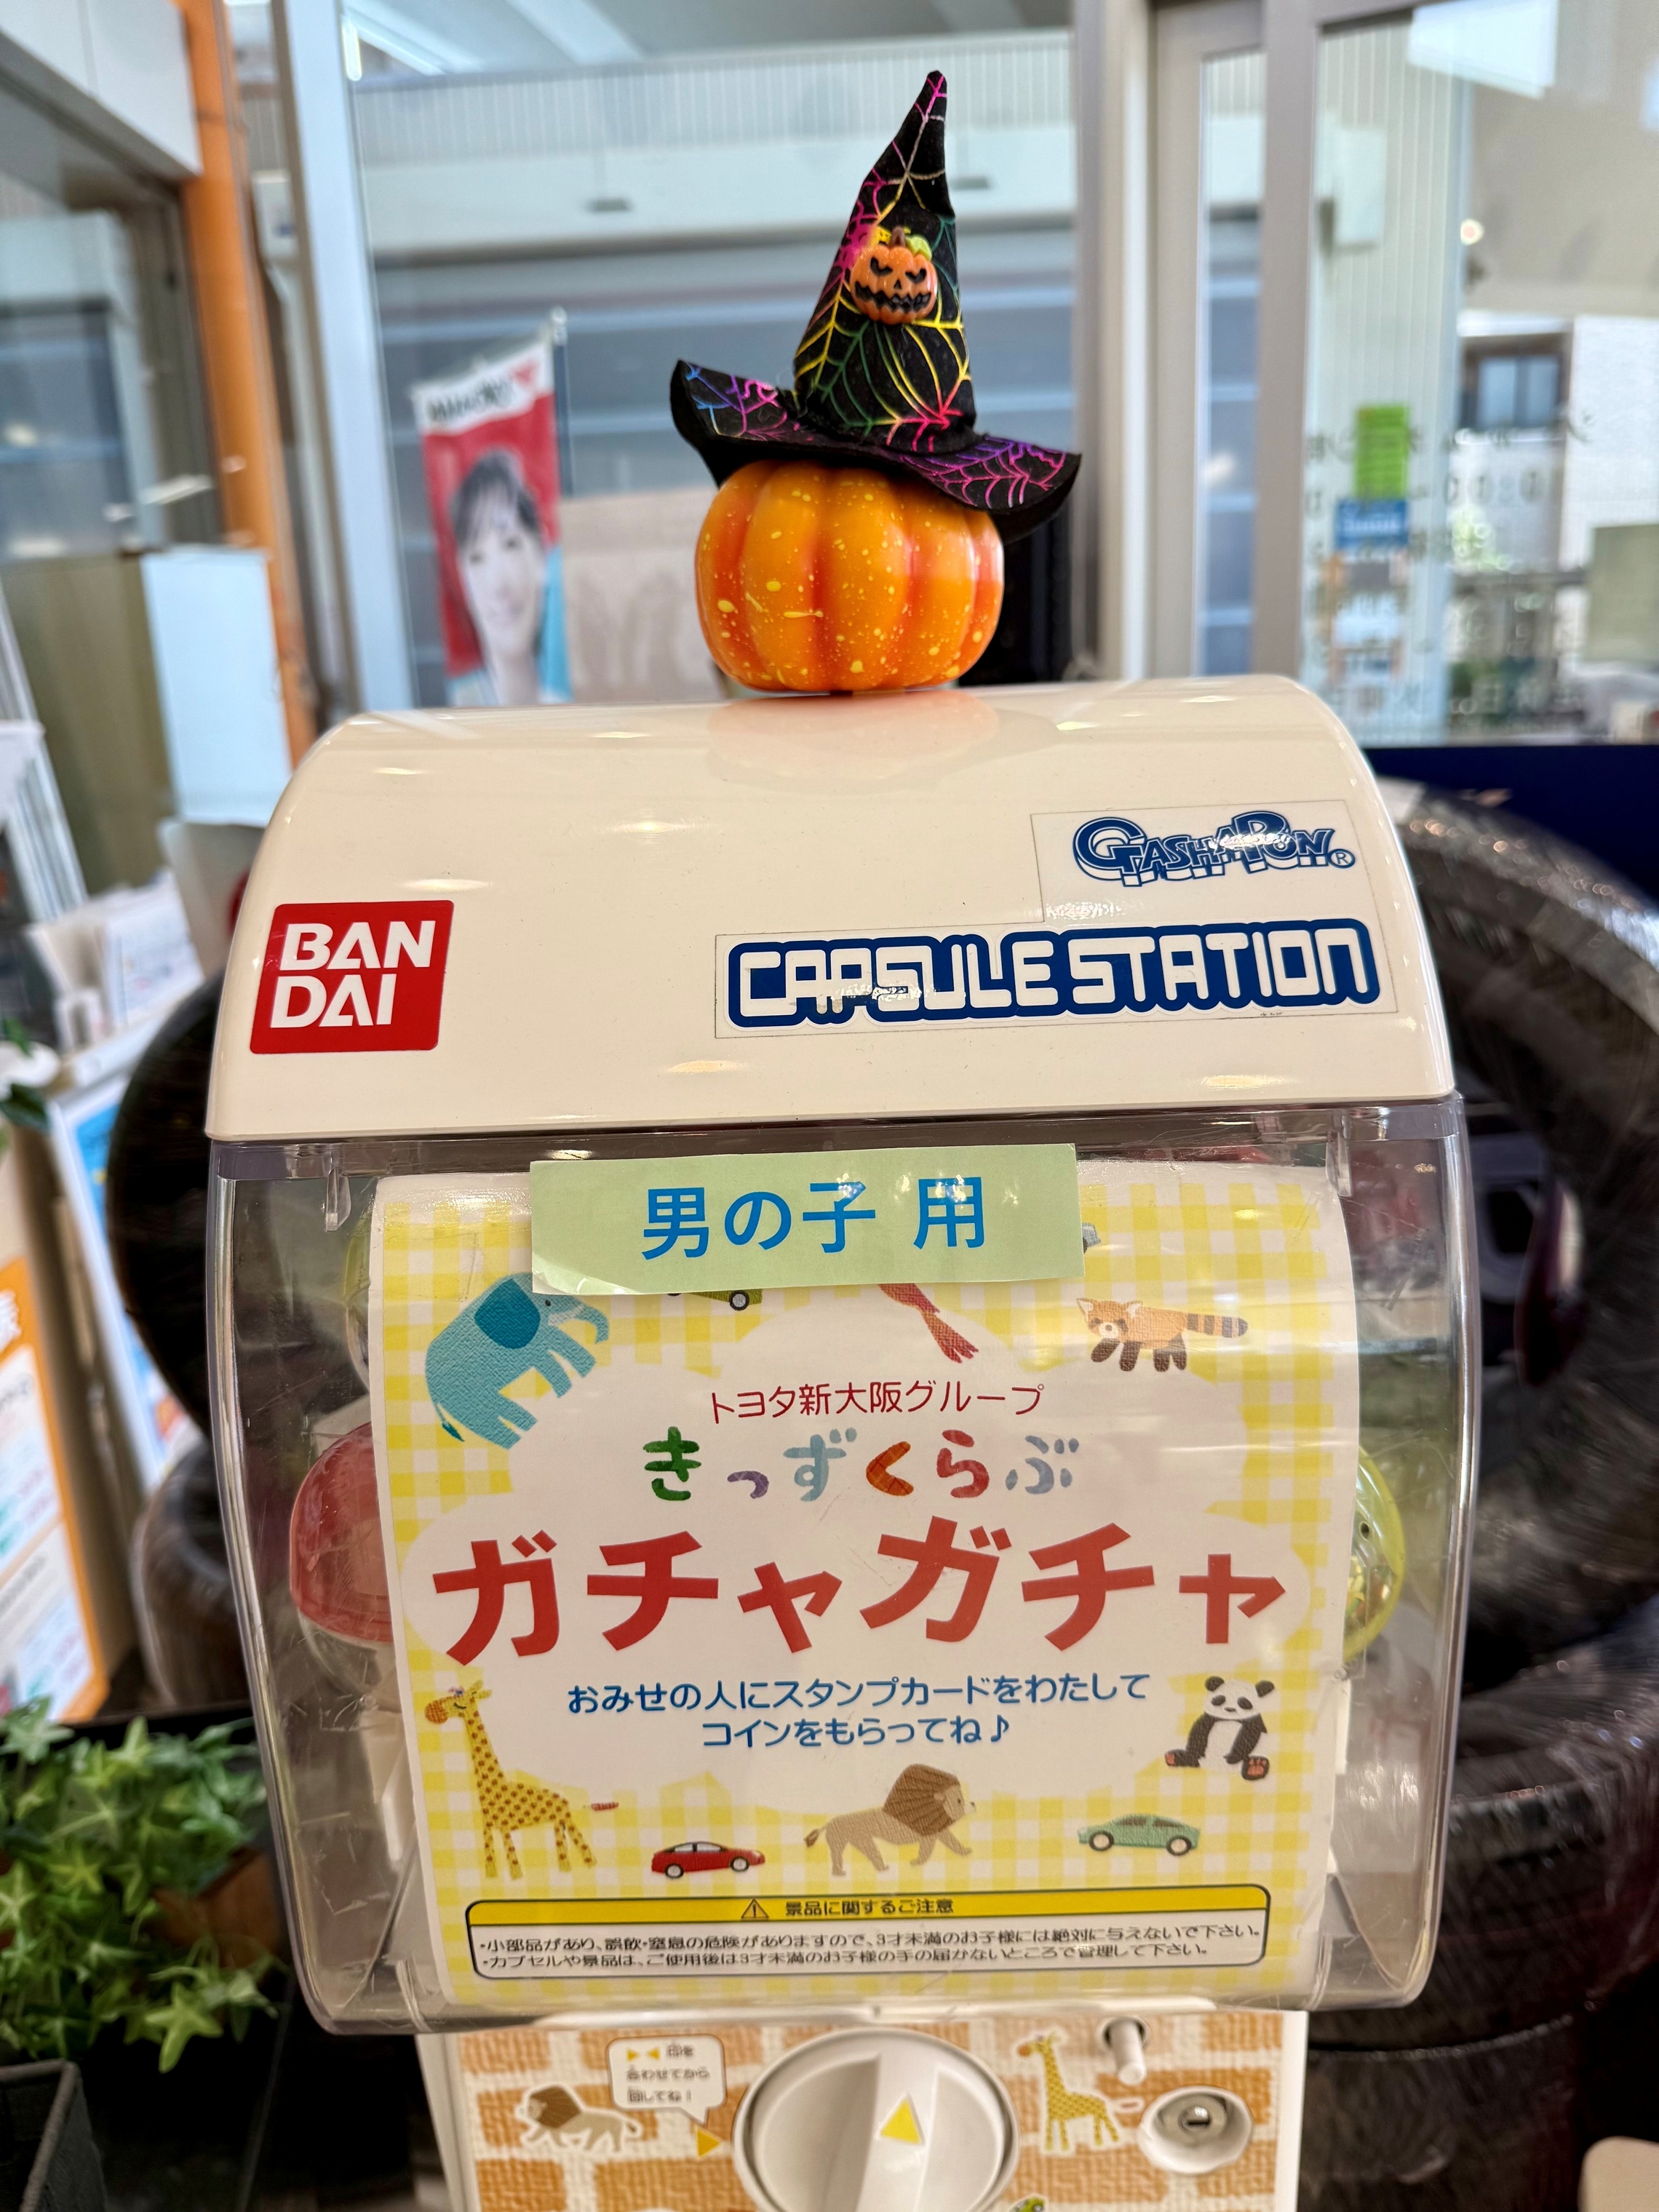 GASHAPON®
BAN
DAI
CAPSULE STATION
男の子 用
トヨタ新大阪グループ
きっずくらぶ
ガチャガチャ
おみせの人にスタンプカードをわたして
コインをもらってね♪
⚠ 景品に関するご注意
・小部品があり、誤飲・窒息の危険がありますので、3才未満のお子様には絶対に与えないで下さい。
・カプセルや景品は、ご使用後は3才未満のお子様の手の届かないところで管理して下さい。
▶◀ 印を
合わせてから
回してね!